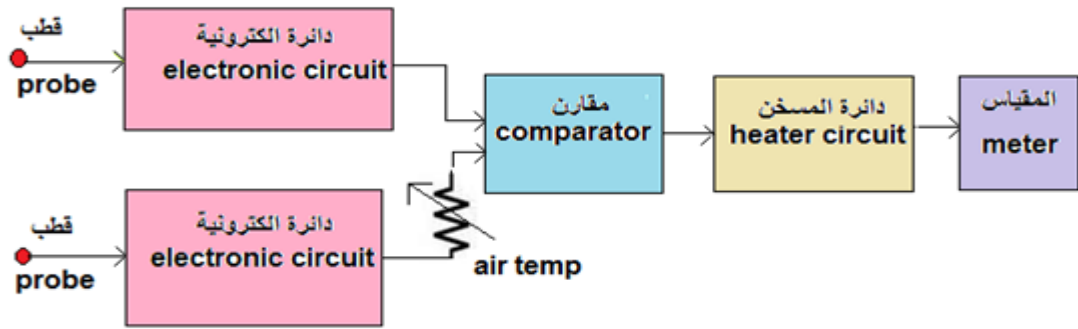 قطب
probe
دائرة الكترونية
electronic circuit
مقارن
comparator
دائرة المسخن
heater circuit
المقياس
meter
قطب
probe
دائرة الكترونية
electronic circuit
air temp